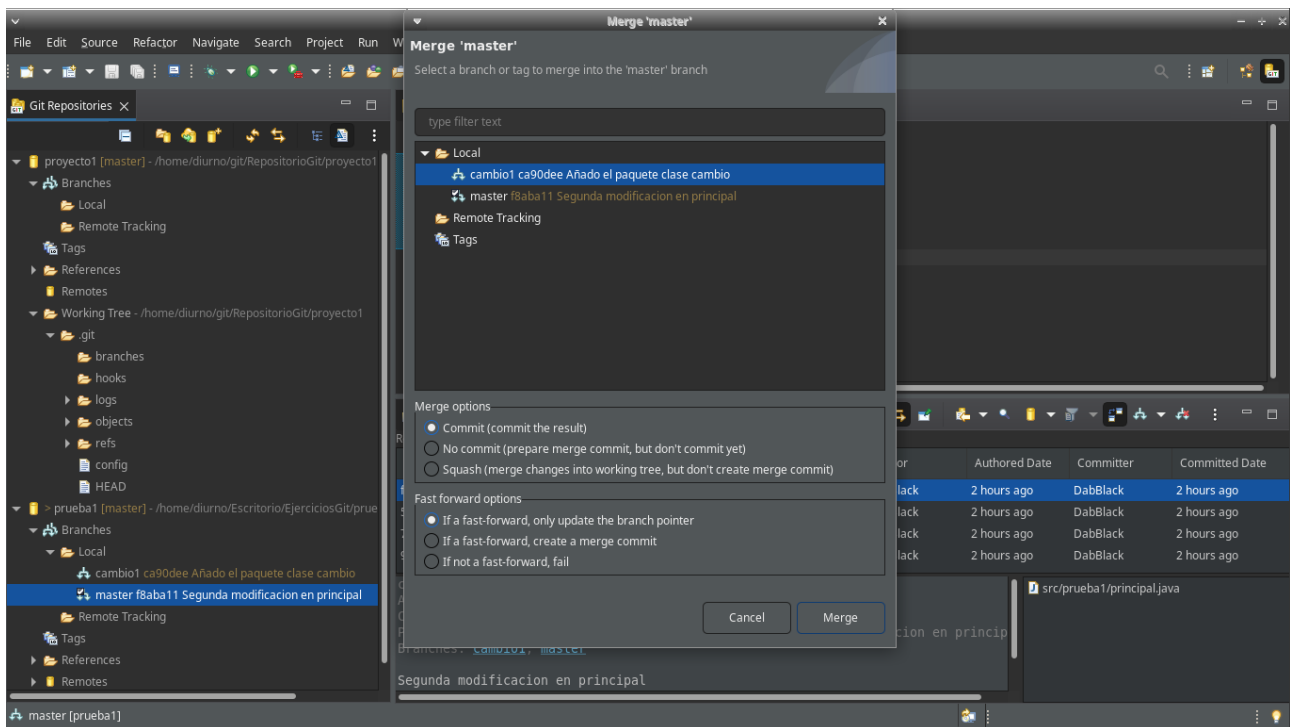 Merge 'master'
File Edit Source Refactor Navigate Search Project Run
Git Repositories
proyecto1 [master] - /home/diurno/git/RepositorioGit/proyecto1
Branches
Local
Remote Tracking
Tags
References
Remotes
Working Tree - /home/diurno/git/RepositorioGit/proyecto1
.git
branches
hooks
logs
objects
refs
config
HEAD
> prueba1 [master] - /home/diurno/Escritorio/EjerciciosGit/prue
Branches
Local
cambio1 ca90dee Añado el paquete clase cambio
master f8aba11 Segunda modificacion en principal
Remote Tracking
Tags
References
Remotes
Merge 'master'
Select a branch or tag to merge into the 'master' branch
type filter text
Local
cambio1 ca90dee Añado el paquete clase cambio
master f8aba11 Segunda modificacion en principal
Remote Tracking
Tags
Merge options
Commit (commit the result)
No commit (prepare merge commit, but don't commit yet)
Squash (merge changes into working tree, but don't create merge commit)
Fast forward options
If a fast-forward, only update the branch pointer
If a fast-forward, create a merge commit
If not a fast-forward, fail
Cancel Merge
Authored Date Committer Committed Date
lack 2 hours ago DabBlack 2 hours ago
lack 2 hours ago DabBlack 2 hours ago
lack 2 hours ago DabBlack 2 hours ago
lack 2 hours ago DabBlack 2 hours ago
cion en princip
Branches: cambio1, master
Segunda modificacion en principal
src/prueba1/principal.java
master [prueba1]